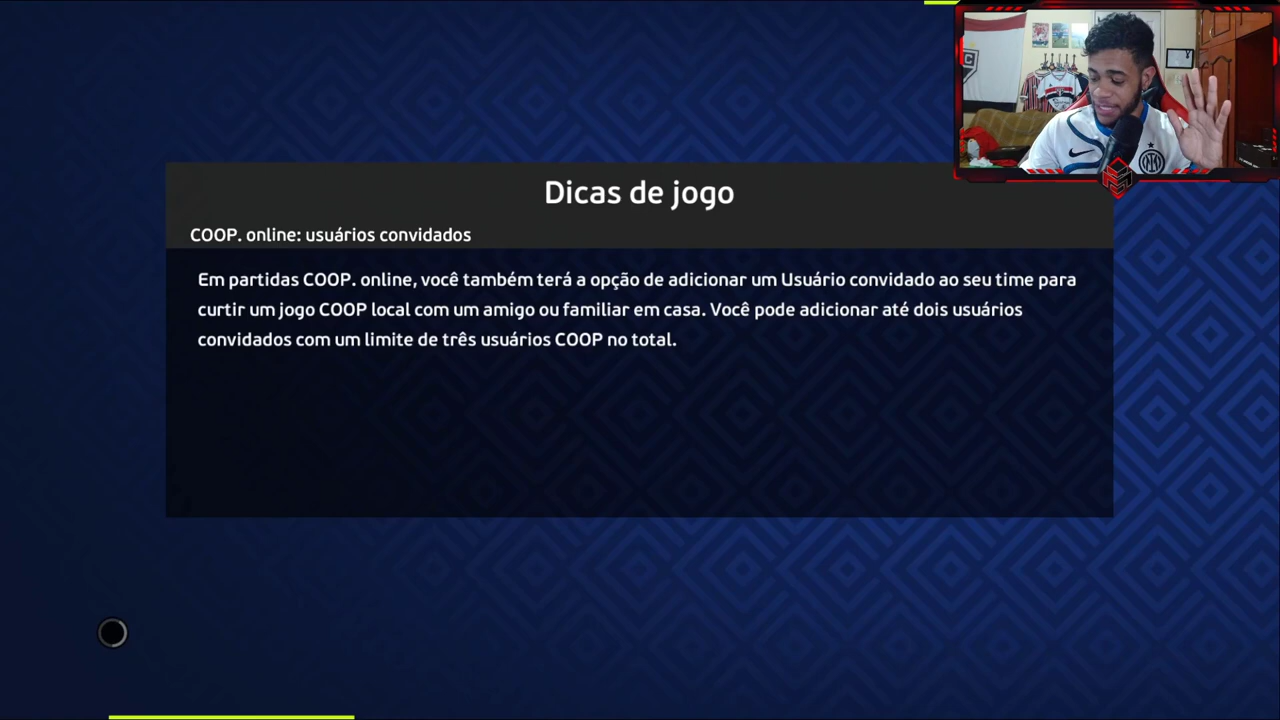 Dicas de jogo
COOP. online: usuários convidados
Em partidas COOP. online, você também terá a opção de adicionar um Usuário convidado ao seu time para
curtir um jogo COOP local com um amigo ou familiar em casa. Você pode adicionar até dois usuários
convidados com um limite de três usuários COOP no total.